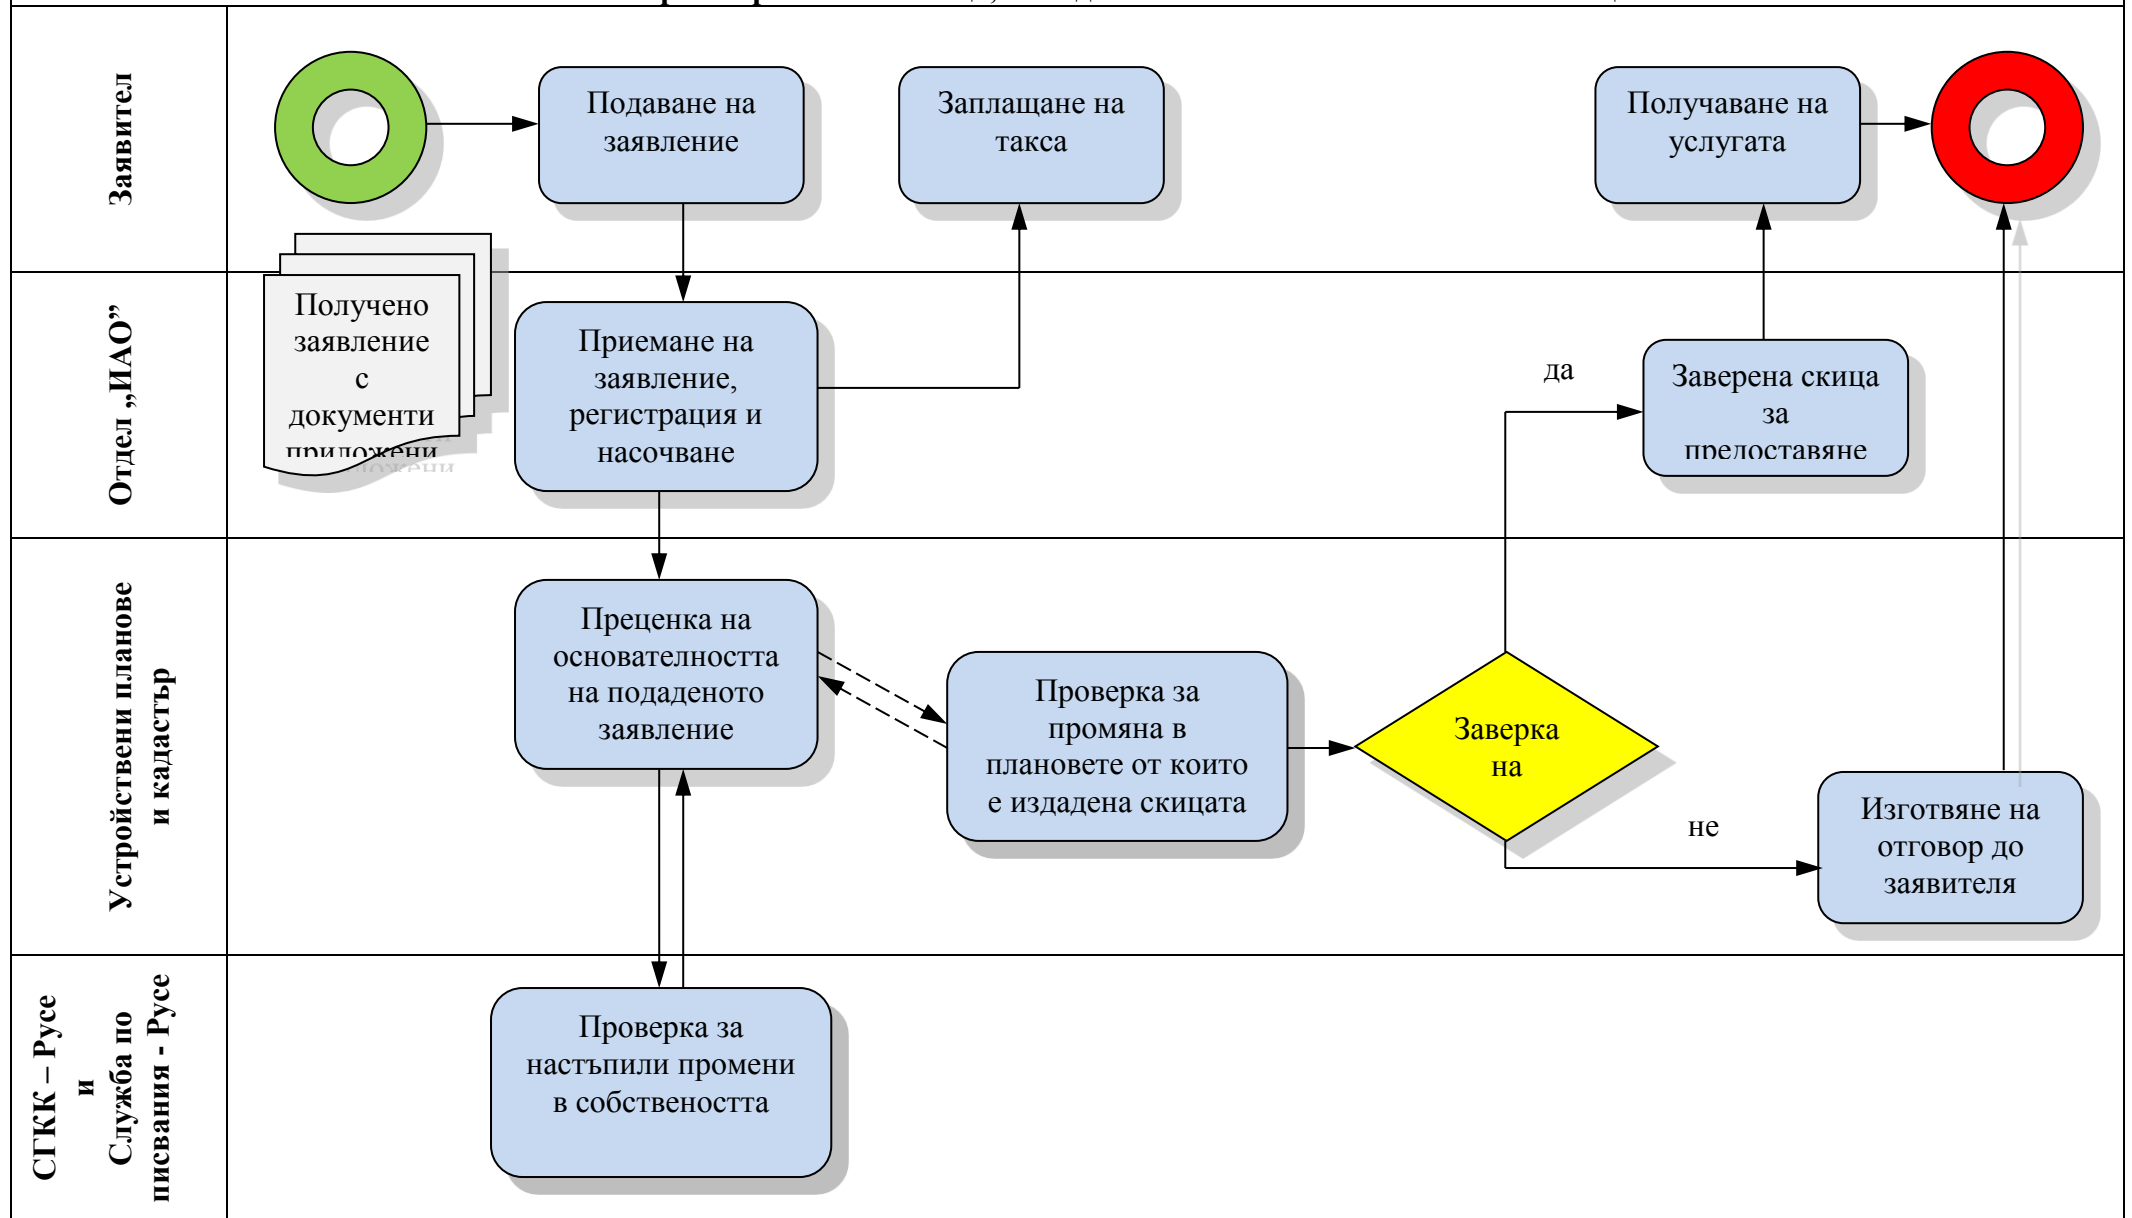 Заявител
Подаване на
заявление
Заплащане на
такса
Получаване на
услугата
Отдел „ИАО”
Получено
заявление
с
документи
приложени
Приемане на
заявление,
регистрация и
насочване
да
Заверена скица
за
предоставяне
Устройствени планове
и кадастър
Преценка на
основателността
на подаденото
заявление
Проверка за
промяна в
плановете от които
е издадена скицата
Заверка
на
не
Изготвяне на
отговор до
заявителя
СГКК – Русе
и
Служба по
писвания - Русе
Проверка за
настъпили промени
в собствеността